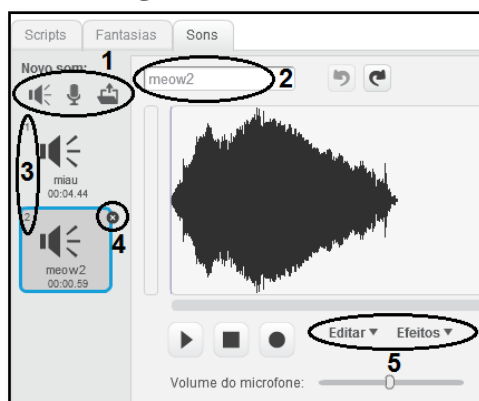 Scripts Fantasias Sons
Novo som: 1
meow2 2
1
3
miau
00:04.44
2
4
meow2
00:00.59
Editar ▾ Efeitos ▾
5
Volume do microfone: